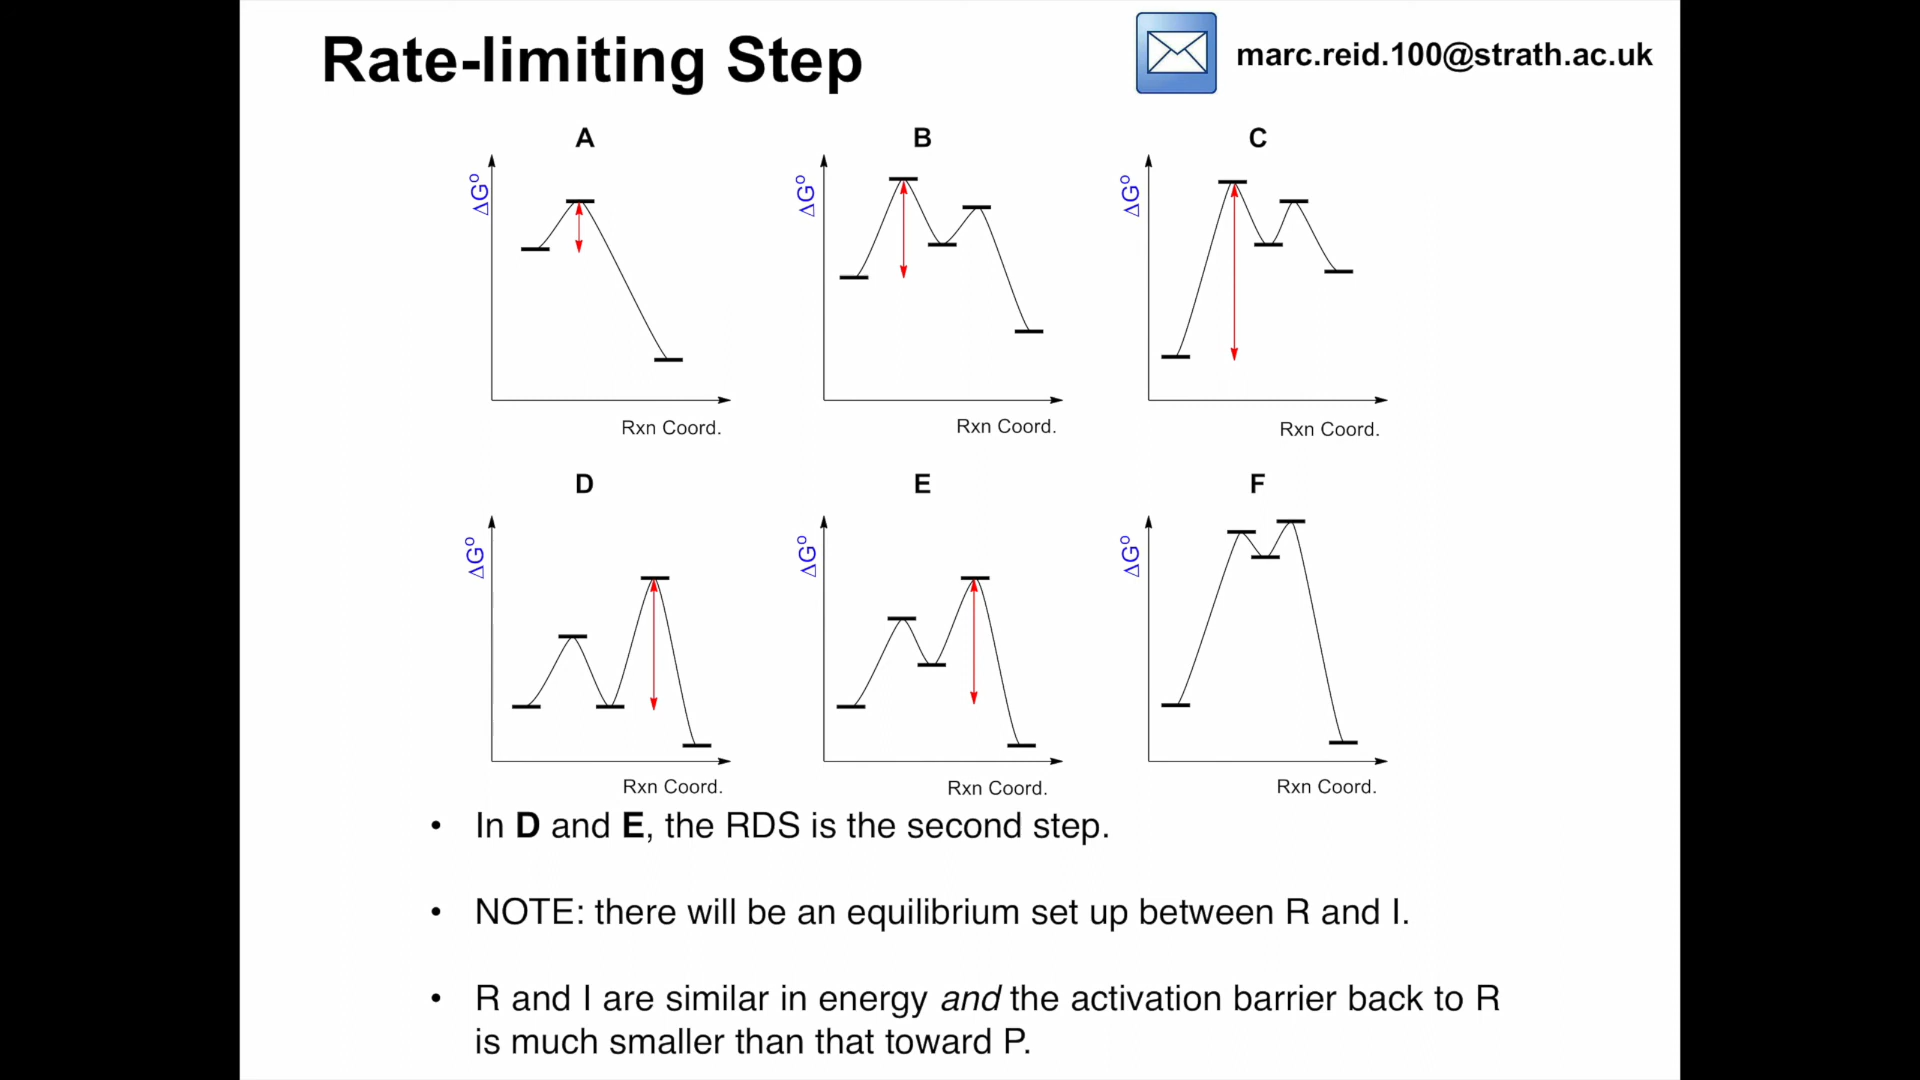 Rate-limiting Step
marc.reid.100@strath.ac.uk
A
B
C
ΔG°
ΔG°
ΔG°
Rxn Coord.
Rxn Coord.
Rxn Coord.
D
E
F
ΔG°
ΔG°
ΔG°
Rxn Coord.
Rxn Coord.
Rxn Coord.
• In D and E, the RDS is the second step.
• NOTE: there will be an equilibrium set up between R and I.
• R and I are similar in energy and the activation barrier back to R
is much smaller than that toward P.